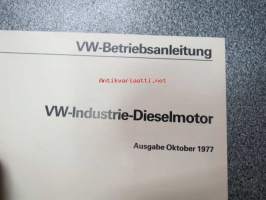 VW-Betriebsanleitung
Antikvariaatti.net
VW-Industrie-Dieselmotor
Ausgabe Oktober 1977